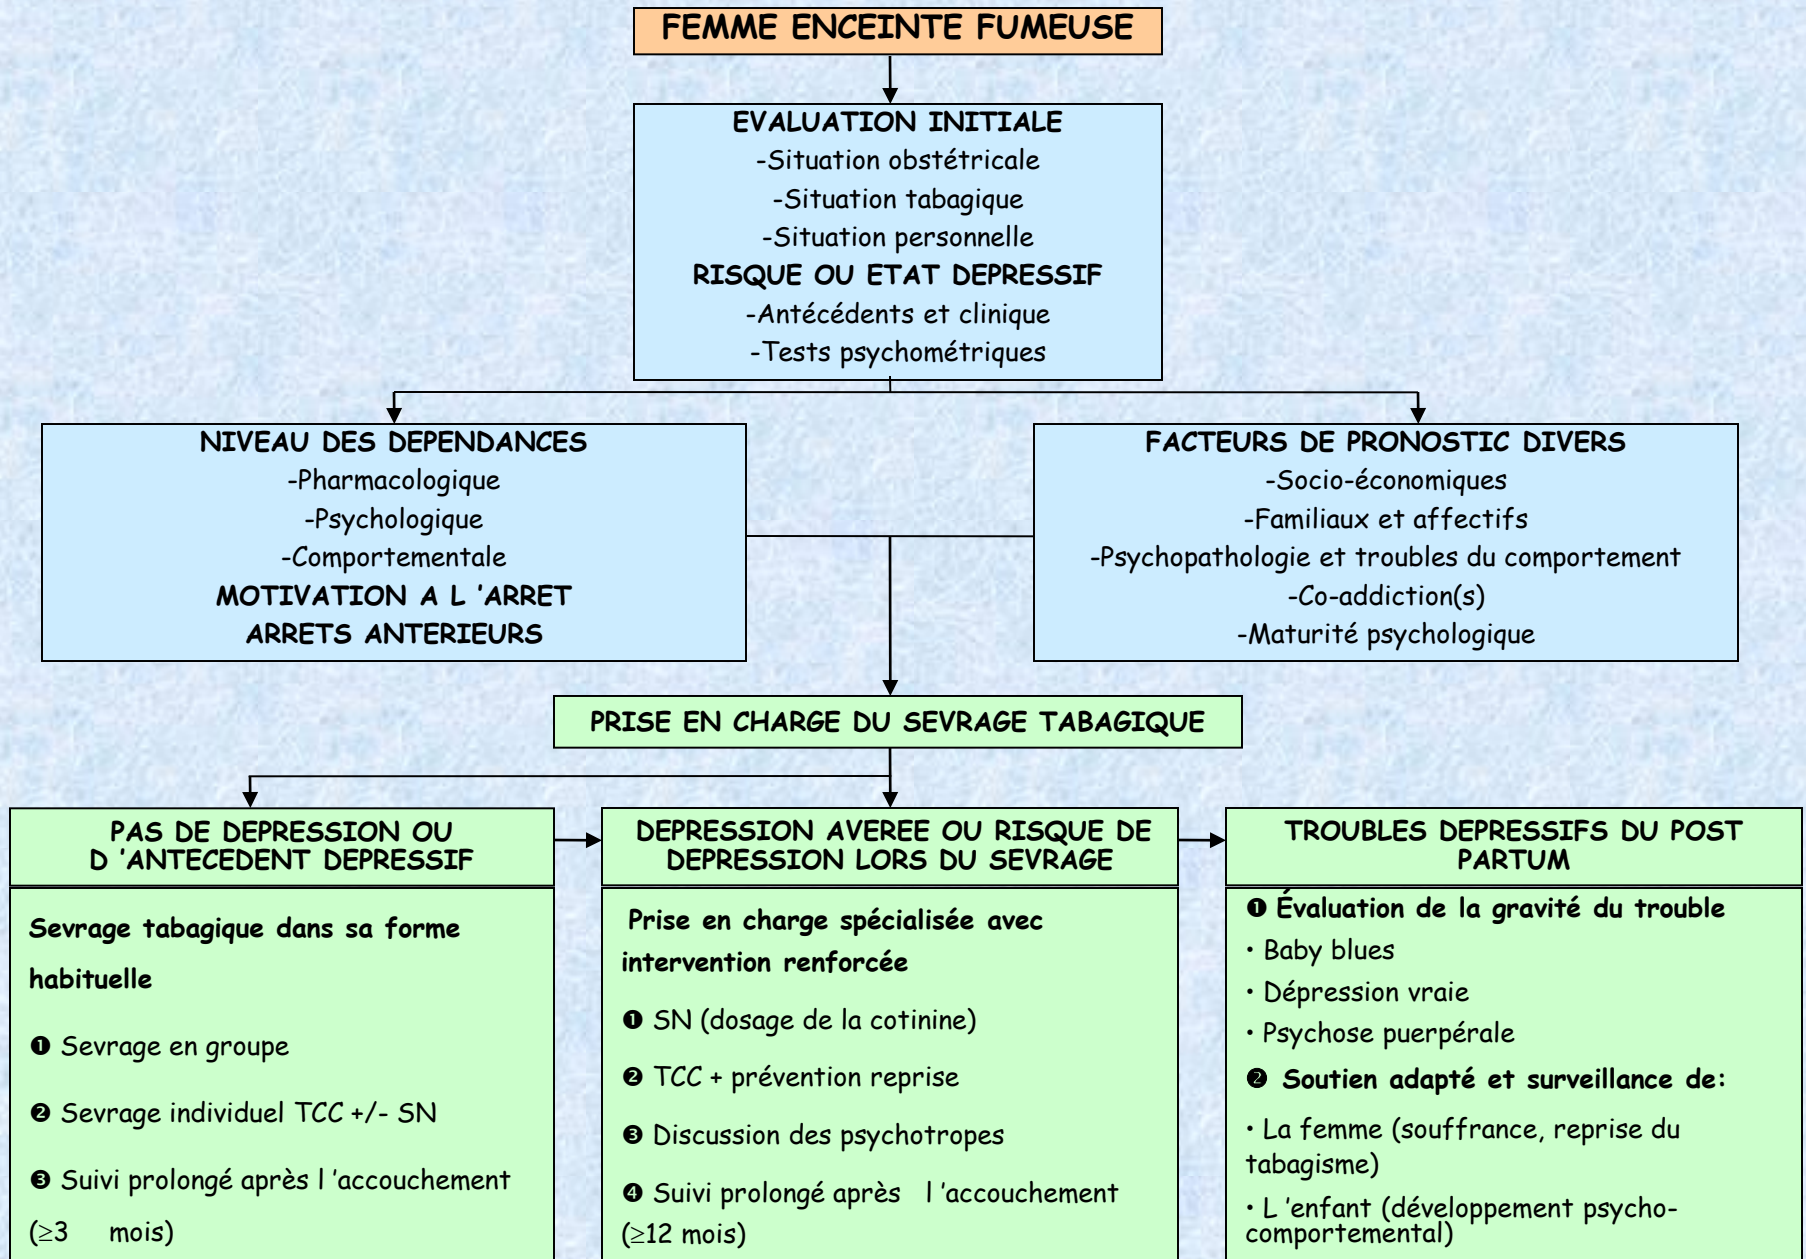 FEMME ENCEINTE FUMEUSE
EVALUATION INITIALE
-Situation obstétricale
-Situation tabagique
-Situation personnelle
RISQUE OU ETAT DEPRESSIF
-Antécédents et clinique
-Tests psychométriques
NIVEAU DES DEPENDANCES
-Pharmacologique
-Psychologique
-Comportementale
MOTIVATION A L 'ARRET
ARRETS ANTERIEURS
FACTEURS DE PRONOSTIC DIVERS
-Socio-économiques
-Familiaux et affectifs
-Psychopathologie et troubles du comportement
-Co-addiction(s)
-Maturité psychologique
PRISE EN CHARGE DU SEVRAGE TABAGIQUE
PAS DE DEPRESSION OU
D 'ANTECEDENT DEPRESSIF
Sevrage tabagique dans sa forme
habituelle
❶ Sevrage en groupe
❷ Sevrage individuel TCC +/- SN
❸ Suivi prolongé après l 'accouchement
(≥3 mois)
DEPRESSION AVEREE OU RISQUE DE
DEPRESSION LORS DU SEVRAGE
Prise en charge spécialisée avec
intervention renforcée
❶ SN (dosage de la cotinine)
❷ TCC + prévention reprise
❸ Discussion des psychotropes
❹ Suivi prolongé après l 'accouchement
(≥12 mois)
TROUBLES DEPRESSIFS DU POST
PARTUM
❶ Évaluation de la gravité du trouble
• Baby blues
• Dépression vraie
• Psychose puerpérale
❷ Soutien adapté et surveillance de:
• La femme (souffrance, reprise du
tabagisme)
• L 'enfant (développement psycho-
comportemental)